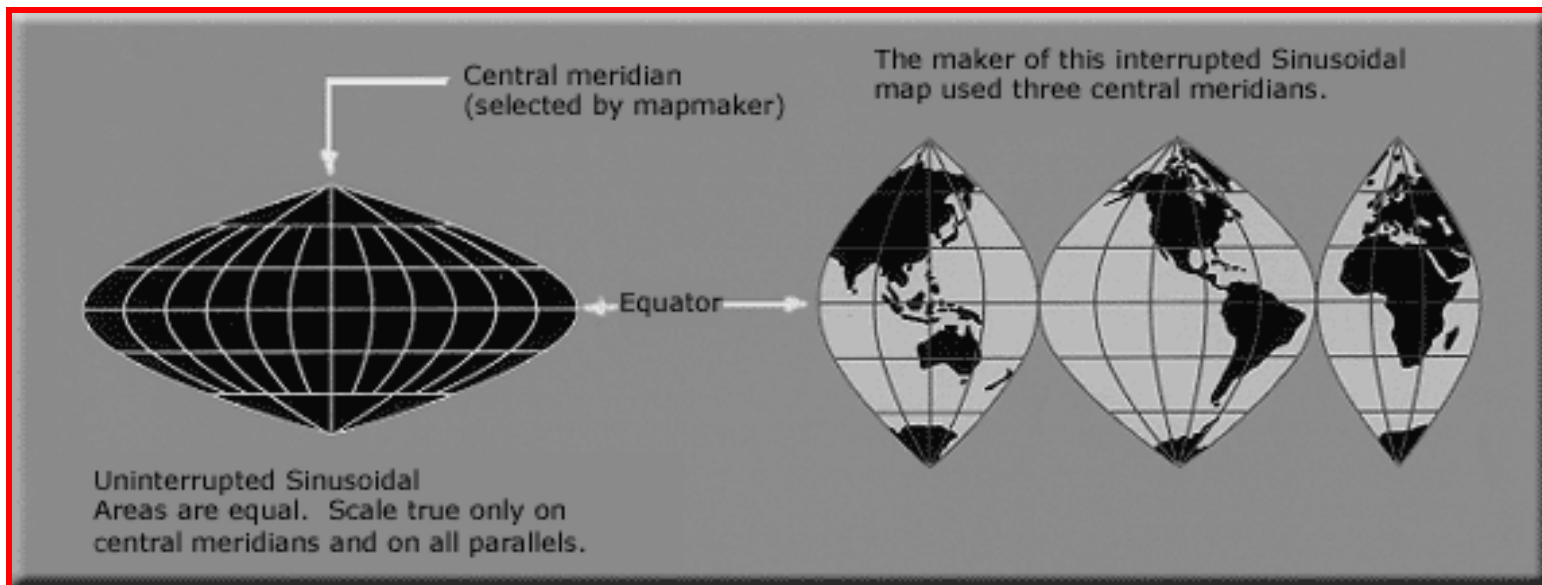 Central meridian
(selected by mapmaker)
The maker of this interrupted Sinusoidal
map used three central meridians.
Equator
Uninterrupted Sinusoidal
Areas are equal.  Scale true only on
central meridians and on all parallels.